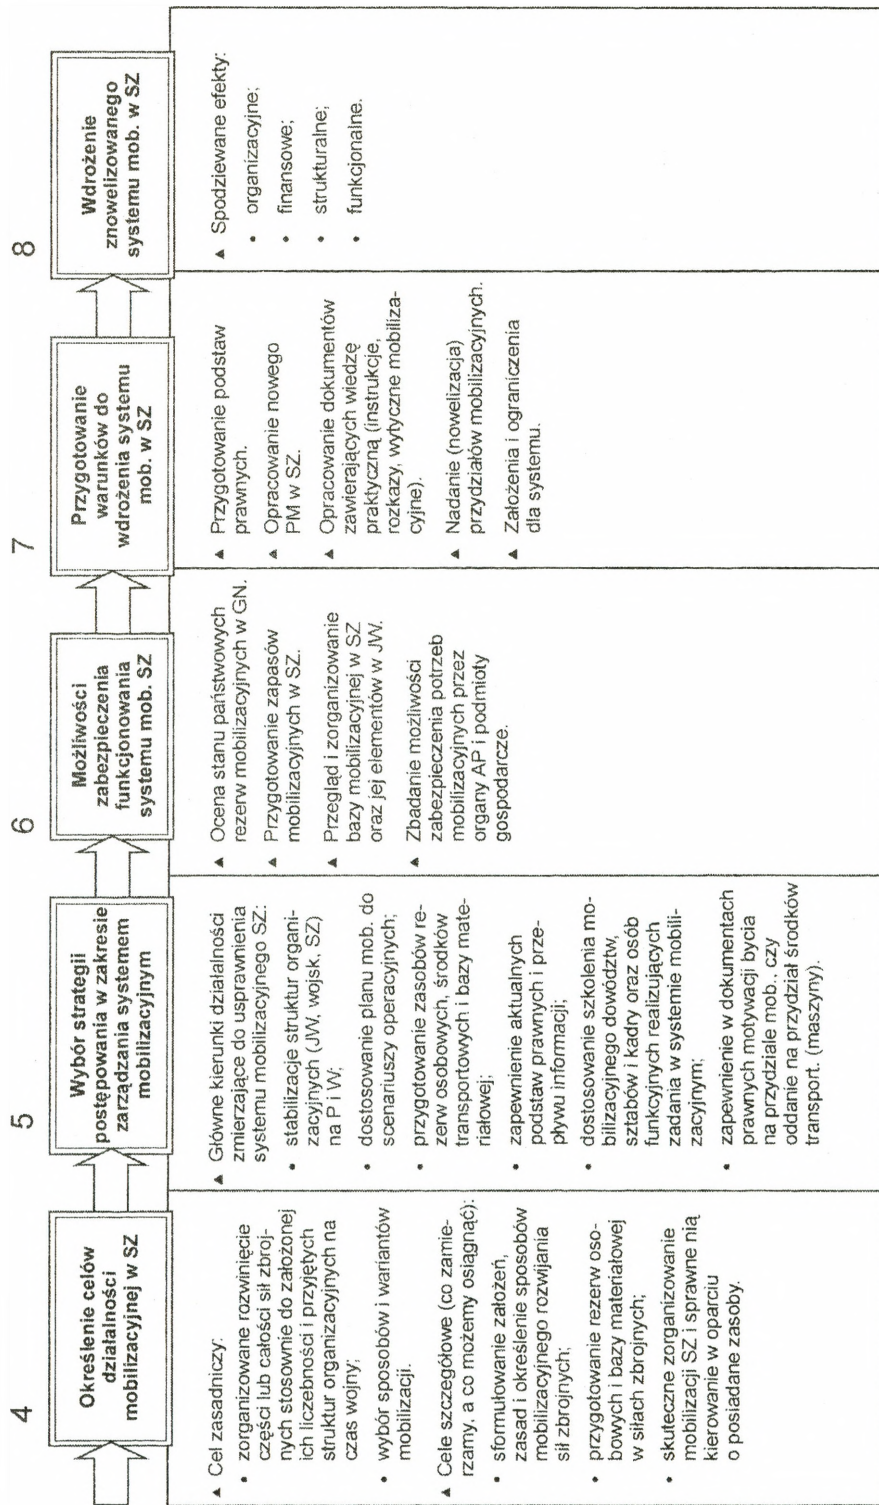 4
Określenie celów
działalności
mobilizacyjnej w SZ
▲ Cel zasadniczy:
• zorganizowane rozwinięcie
części lub całości sił zbroj-
nych stosownie do założonej
ich liczebności i przyjętych
struktur organizacyjnych na
czas wojny;
• wybór sposobów i wariantów
mobilizacji.
▲ Cele szczegółowe (co zamie-
rzamy, a co możemy osiągnąć):
• sformułowanie założeń,
zasad i określenie sposobów
mobilizacyjnego rozwijania
sił zbrojnych;
• przygotowanie rezerw oso-
bowych i bazy materiałowej
w siłach zbrojnych;
• skuteczne zorganizowanie
mobilizacji SZ i sprawne nią
kierowanie w oparciu
o posiadane zasoby.
5
Wybór strategii
postępowania w zakresie
zarządzania systemem
mobilizacyjnym
▲ Główne kierunki działalności
zmierzające do usprawnienia
systemu mobilizacyjnego SZ:
• stabilizacje struktur organi-
zacyjnych (JW, wojsk. SZ)
na P i W;
• dostosowanie planu mob. do
scenariuszy operacyjnych;
• przygotowanie zasobów re-
zerw osobowych, środków
transportowych i bazy mate-
riałowej;
• zapewnienie aktualnych
podstaw prawnych i prze-
pływu informacji;
• dostosowanie szkolenia mo-
bilizacyjnego dowództw,
sztabów i kadry oraz osób
funkcyjnych realizujących
zadania w systemie mobili-
zacyjnym;
• zapewnienie w dokumentach
prawnych motywacji bycia
na przydziale mob., czy
oddanie na przydział środków
transport. (maszyny).
6
Możliwości
zabezpieczenia
funkcjonowania
systemu mob. SZ
▲ Ocena stanu państwowych
rezerw mobilizacyjnych w GN.
▲ Przygotowanie zapasów
mobilizacyjnych w SZ.
▲ Przegląd i zorganizowanie
bazy mobilizacyjnej w SZ
oraz jej elementów w JW.
▲ Zbadanie możliwości
zabezpieczenia potrzeb
mobilizacyjnych przez
organy AP i podmioty
gospodarcze.
7
Przygotowanie
warunków do
wdrożenia systemu
mob. w SZ
▲ Przygotowanie podstaw
prawnych.
▲ Opracowanie nowego
PM w SZ.
▲ Opracowanie dokumentów
zawierających wiedzę
praktyczną (instrukcje,
rozkazy, wytyczne mobiliza-
cyjne).
▲ Nadanie (nowelizacja)
przydziałów mobilizacyjnych.
▲ Założenia i ograniczenia
dla systemu.
8
Wdrożenie
znowelizowanego
systemu mob. w SZ
▲ Spodziewane efekty:
• organizacyjne;
• finansowe;
• strukturalne;
• funkcjonalne.